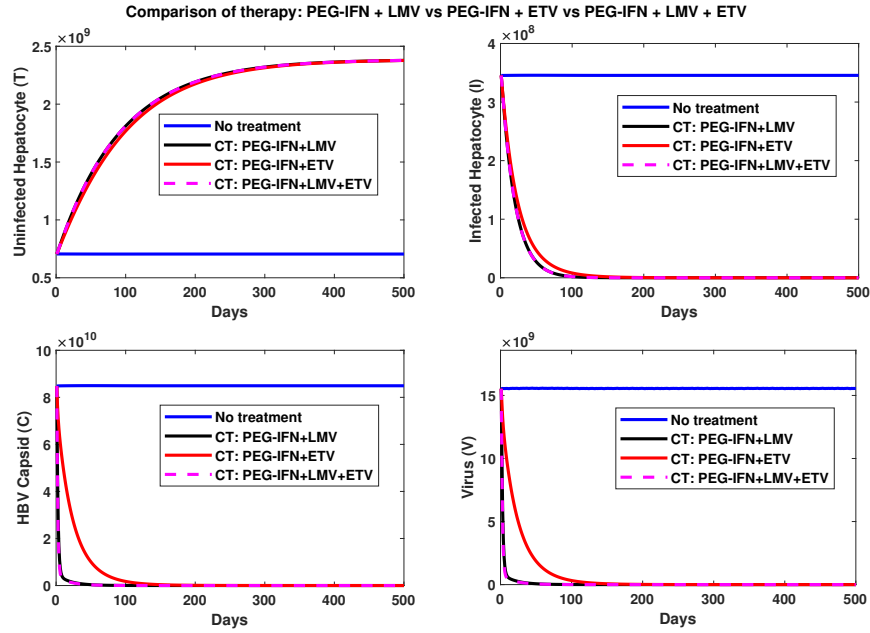 Comparison of therapy: PEG-IFN + LMV vs PEG-IFN + ETV vs PEG-IFN + LMV + ETV
×10^9
2.5
2
1.5
1
0.5
Uninfected Hepatocyte (T)
No treatment
CT: PEG-IFN+LMV
CT: PEG-IFN+ETV
CT: PEG-IFN+LMV+ETV
0 100 200 300 400 500
Days
×10^8
4
3
2
1
0
Infected Hepatocyte (I)
No treatment
CT: PEG-IFN+LMV
CT: PEG-IFN+ETV
CT: PEG-IFN+LMV+ETV
0 100 200 300 400 500
Days
×10^10
10
8
6
4
2
0
HBV Capsid (C)
No treatment
CT: PEG-IFN+LMV
CT: PEG-IFN+ETV
CT: PEG-IFN+LMV+ETV
0 100 200 300 400 500
Days
×10^9
15
10
5
0
Virus (V)
No treatment
CT: PEG-IFN+LMV
CT: PEG-IFN+ETV
CT: PEG-IFN+LMV+ETV
0 100 200 300 400 500
Days